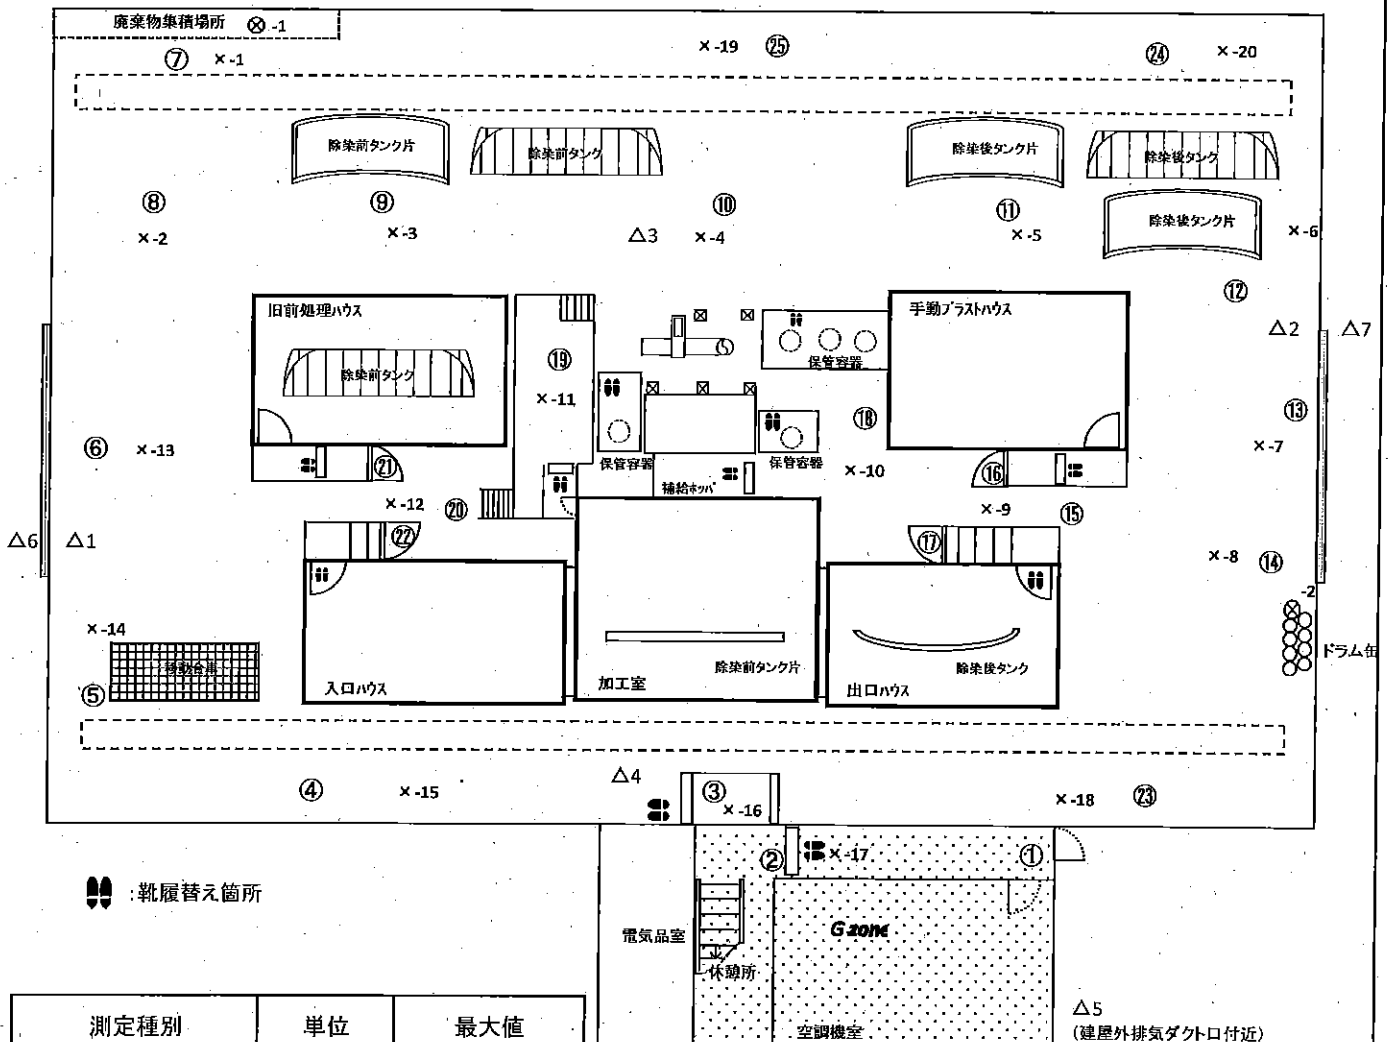 廃棄物集積場所 ⊗-1
⑦ ×-1
×-19 ㉕
㉔ ×-20
除染前タンク片
除染前タンク
除染後タンク片
除染後タンク
除染後タンク片
⑧
×-2
⑨
×-3
⑩
△3 ×-4
⑪
×-5
×-6
⑫
旧前処理ハウス
除染前タンク
手動ブラストハウス
△2 △7
⑲
×-11
保管容器
⑱
⑬
×-7
⑥ ×-13
㉑
保管容器
保管容器
×-10
⑯
補給ホッパ
×-12 ⑳
×-9 ⑮
△6 △1
㉒
⑰
×-8 ⑭
-2
×-14
ドラム缶
⑤
入口ハウス
加工室
除染前タンク片
出口ハウス
除染後タンク
④ ×-15
△4
③
×-16
×-18 ㉓
② ×-17
①
:靴履替え箇所
電気品室
G zone
休憩所
空調機室
△5
(建屋外排気ダクト口付近)
測定種別 単位 最大値